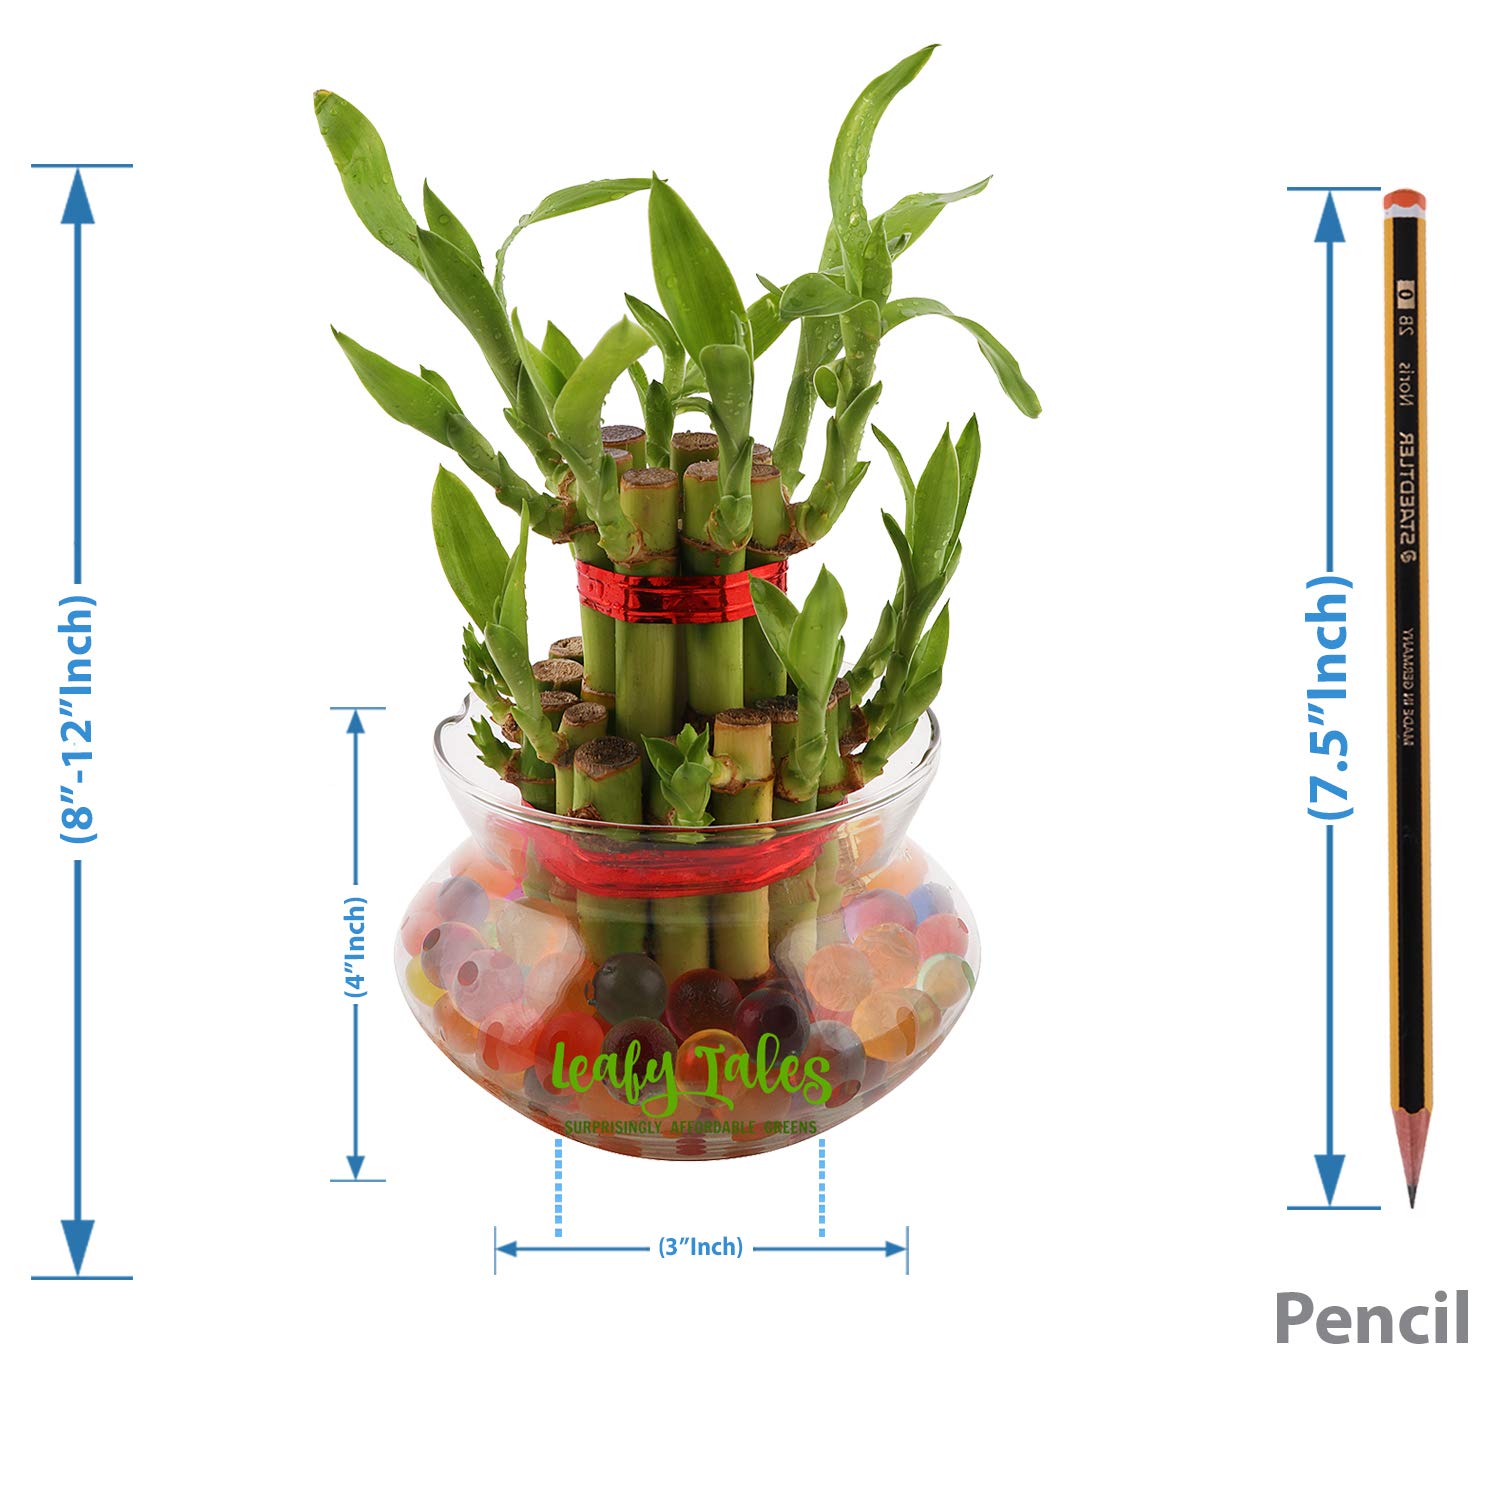 (8”-12”Inch)
(4”Inch)
Leafy Tales
SURPRISINGLY AFFORDABLE GREENS
(3”Inch)
(7.5”Inch)
2B 0
Noris
STAEDTLER
MADE IN GERMANY
Pencil